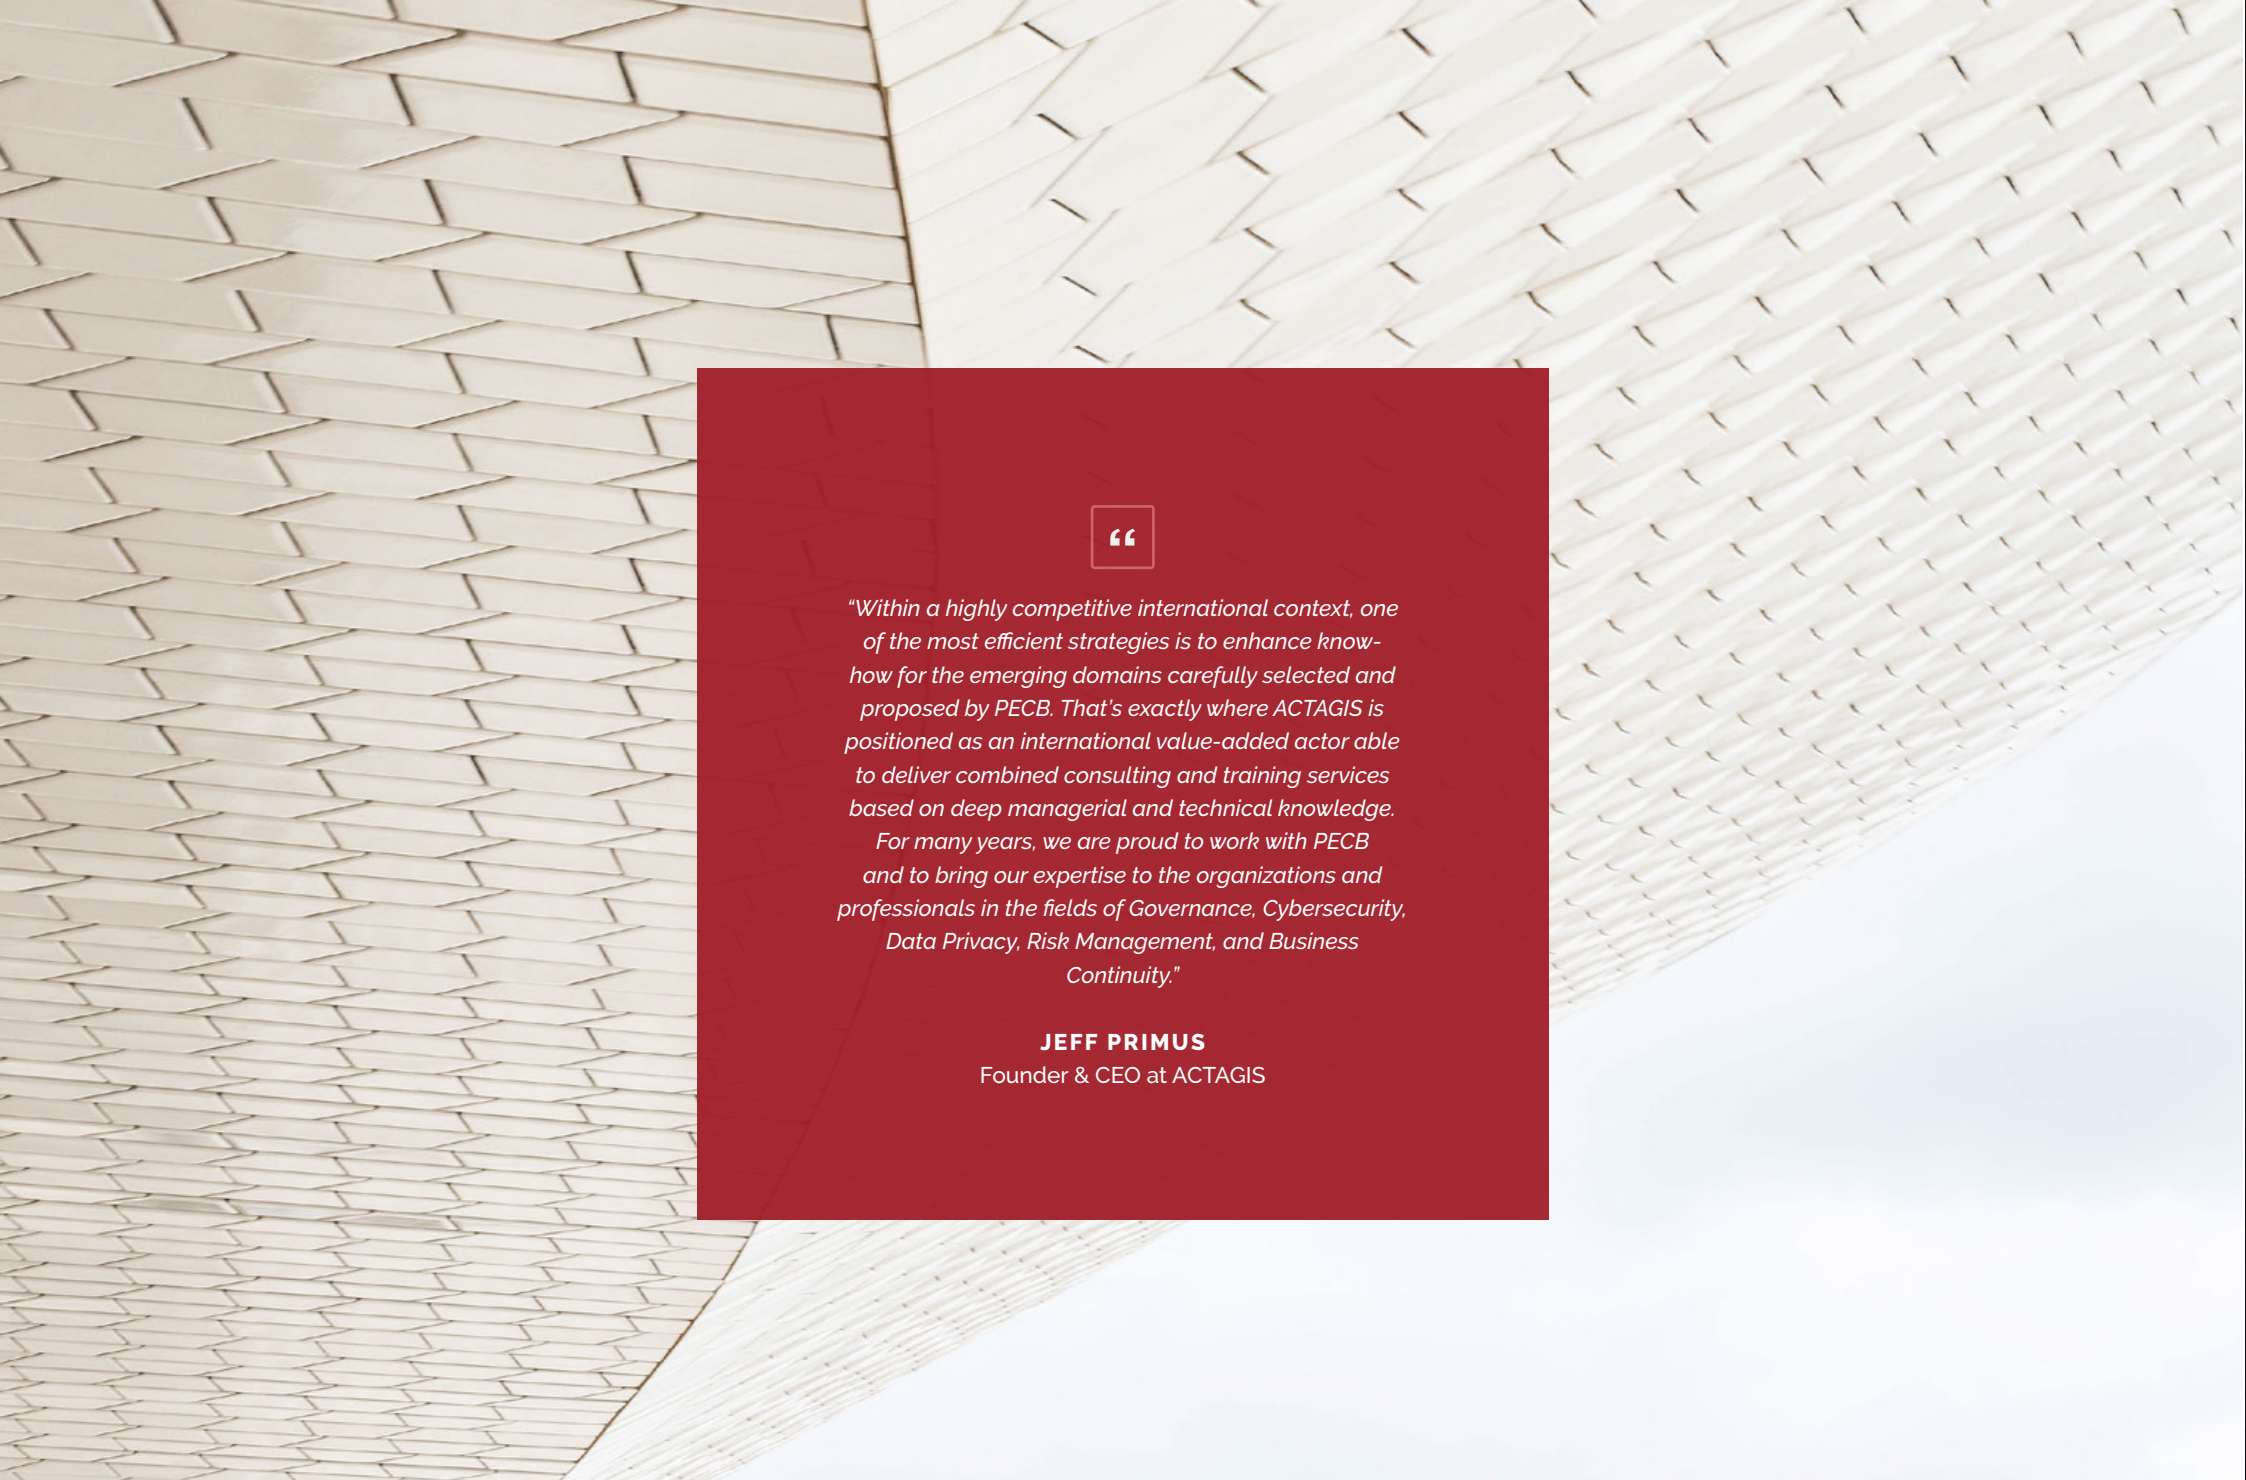 “
“Within a highly competitive international context, one
of the most efficient strategies is to enhance know-
how for the emerging domains carefully selected and
proposed by PECB. That’s exactly where ACTAGIS is
positioned as an international value-added actor able
to deliver combined consulting and training services
based on deep managerial and technical knowledge.
For many years, we are proud to work with PECB
and to bring our expertise to the organizations and
professionals in the fields of Governance, Cybersecurity,
Data Privacy, Risk Management, and Business
Continuity.”
JEFF PRIMUS
Founder & CEO at ACTAGIS